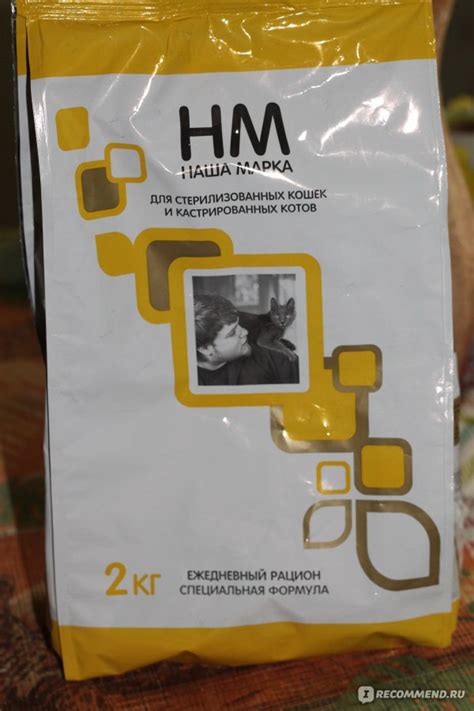 НМ
НАША МАРКА
ДЛЯ СТЕРИЛИЗОВАННЫХ КОШЕК
И КАСТРИРОВАННЫХ КОТОВ
2 КГ
ЕЖЕДНЕВНЫЙ РАЦИОН
СПЕЦИАЛЬНАЯ ФОРМУЛА
I RECOMMEND.RU